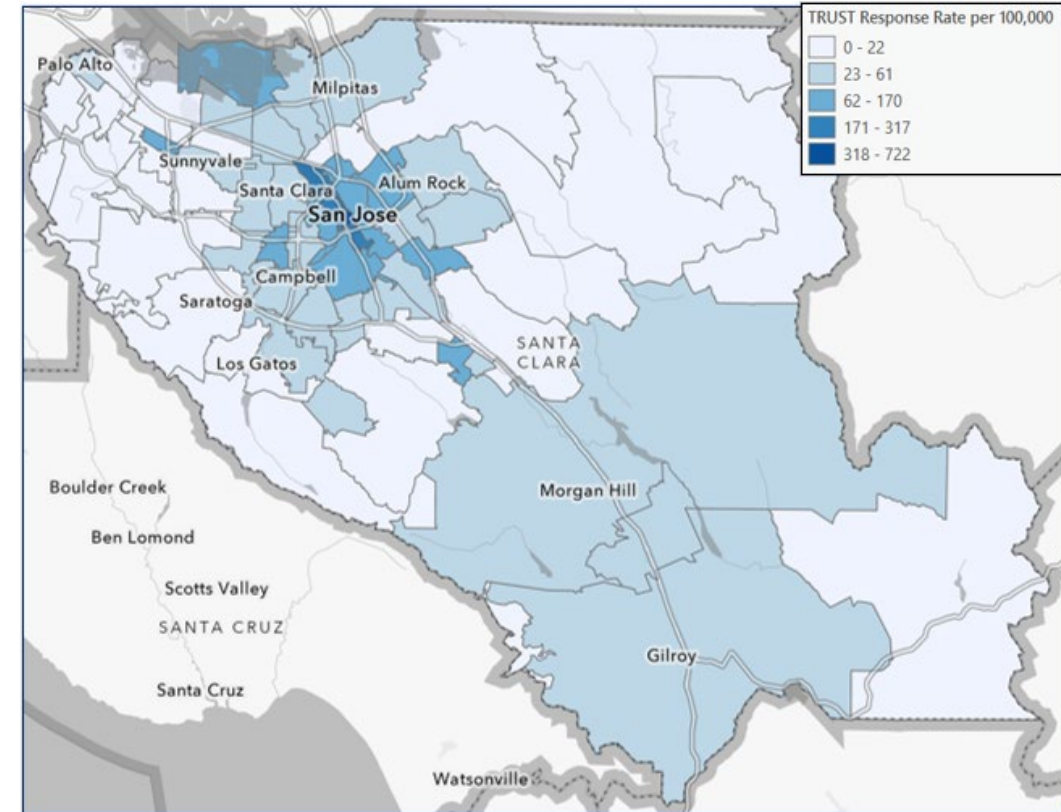 TRUST Response Rate per 100,000
0 - 22
23 - 61
62 - 170
171 - 317
318 - 722
Palo Alto
Milpitas
Sunnyvale
Santa Clara
Alum Rock
San Jose
Campbell
Saratoga
SANTA
CLARA
Los Gatos
Boulder Creek
Morgan Hill
Ben Lomond
Scotts Valley
SANTA CRUZ
Gilroy
Santa Cruz
Watsonville